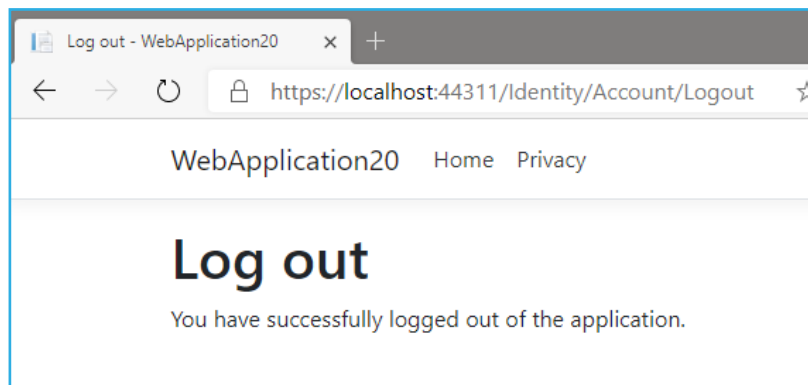 Log out - WebApplication20
https://localhost:44311/Identity/Account/Logout
WebApplication20 Home Privacy
Log out
You have successfully logged out of the application.